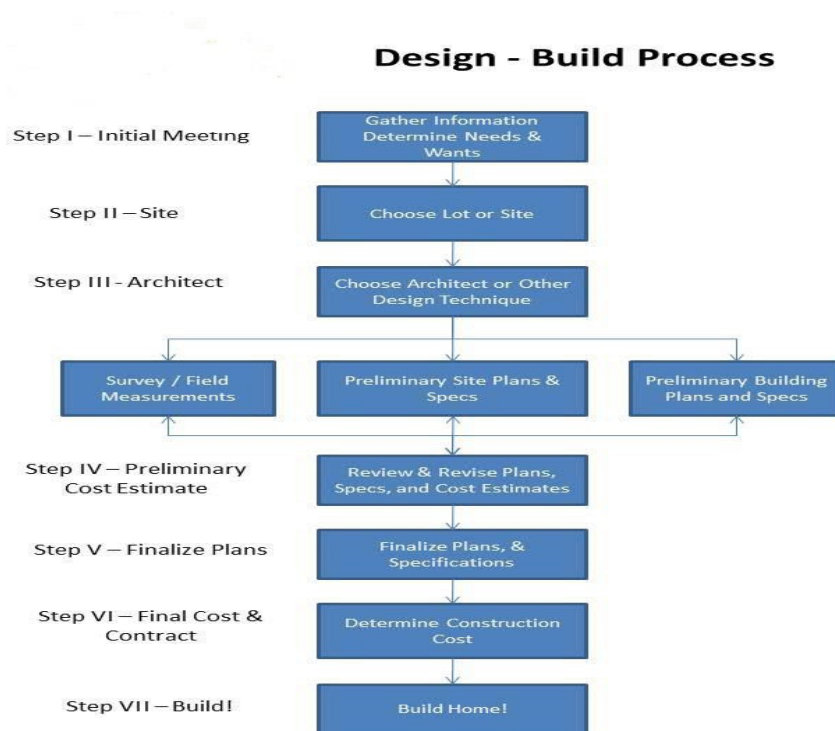 Design - Build Process
Step I – Initial Meeting
Gather Information
Determine Needs &
Wants
Step II – Site
Choose Lot or Site
Step III - Architect
Choose Architect or Other
Design Technique
Survey / Field
Measurements
Preliminary Site Plans &
Specs
Preliminary Building
Plans and Specs
Step IV – Preliminary
Cost Estimate
Review & Revise Plans,
Specs, and Cost Estimates
Step V – Finalize Plans
Finalize Plans, &
Specifications
Step VI – Final Cost &
Contract
Determine Construction
Cost
Step VII – Build!
Build Home!